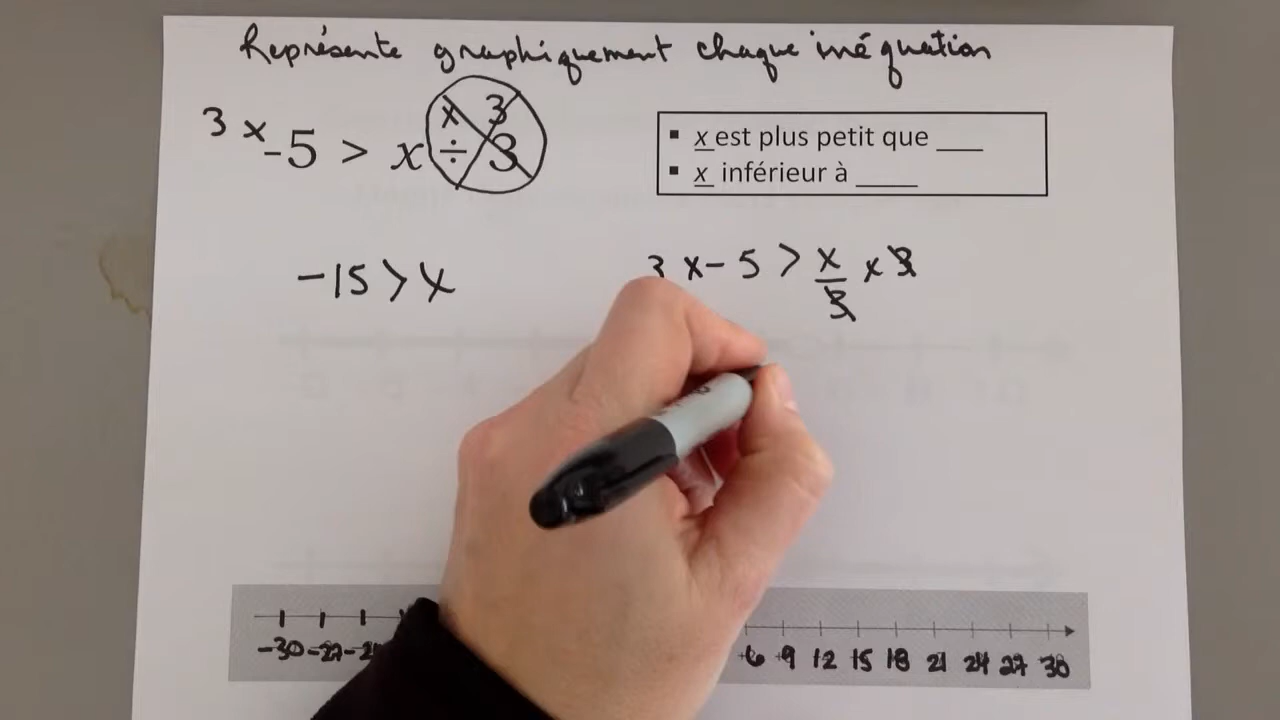 Représente graphiquement chaque inéquation
3 x -5 > x ÷ 3
x 3
x est plus petit que ____
x inférieur à ____
-15 > x
3 x - 5 > x/3 x 3
-30 -27 -24 +6 +9 12 15 18 21 24 27 30